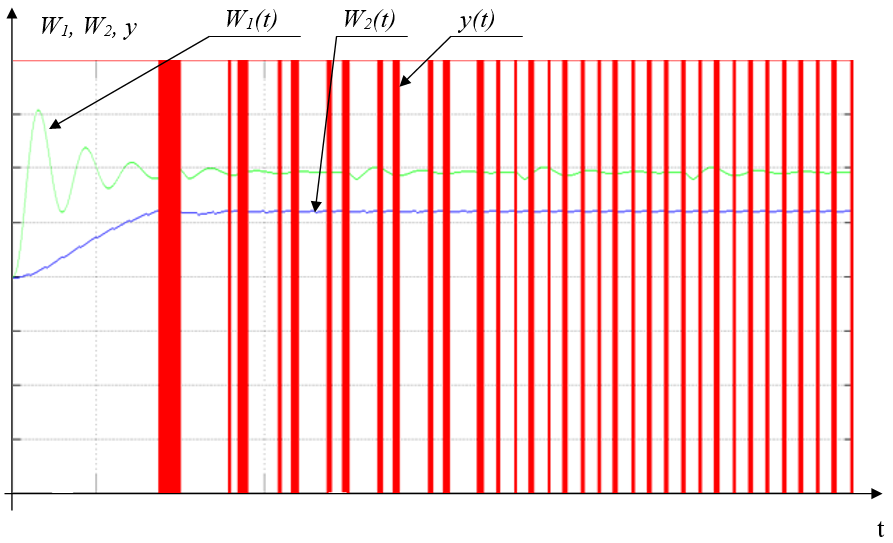 W₁, W₂, y
W₁(t)
W₂(t)
y(t)
t